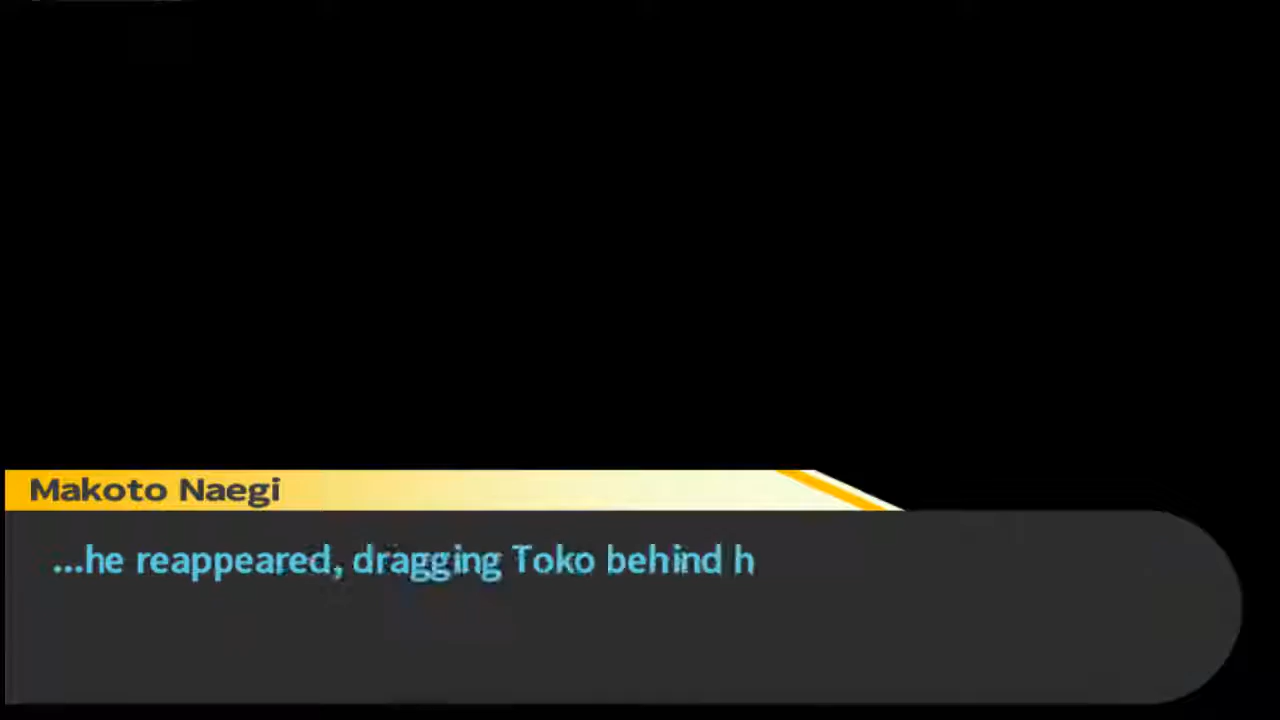 Makoto Naegi
...he reappeared, dragging Toko behind h